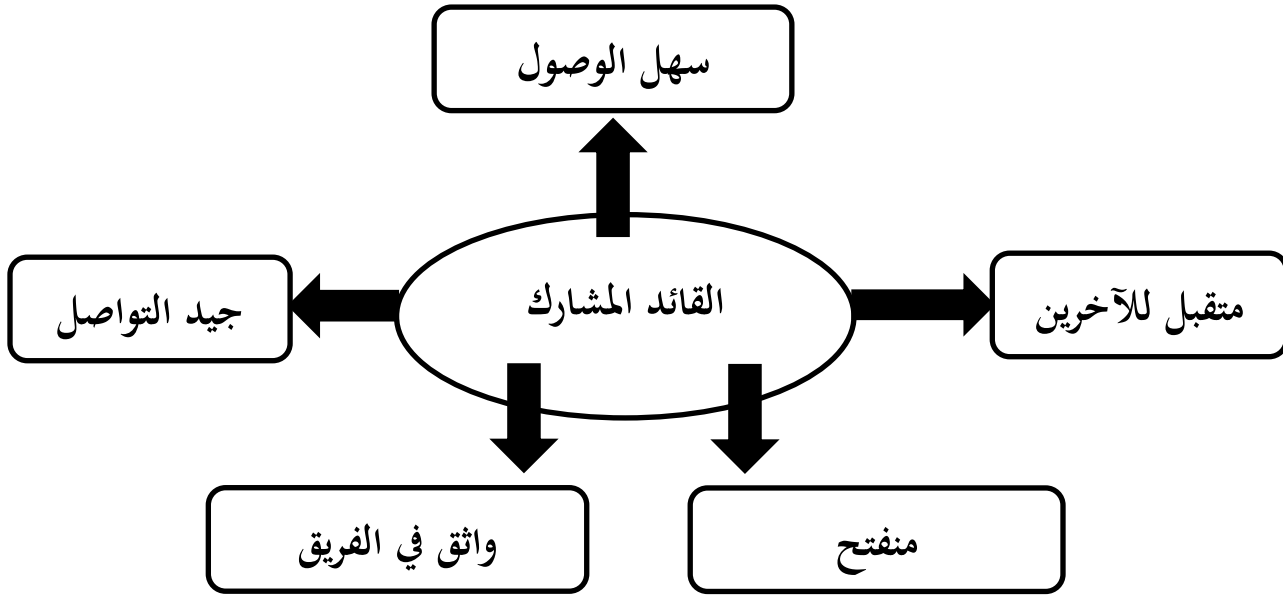 سهل الوصول
متقبل للآخرين
القائد المشارك
جيد التواصل
منفتح
واثق في الفريق